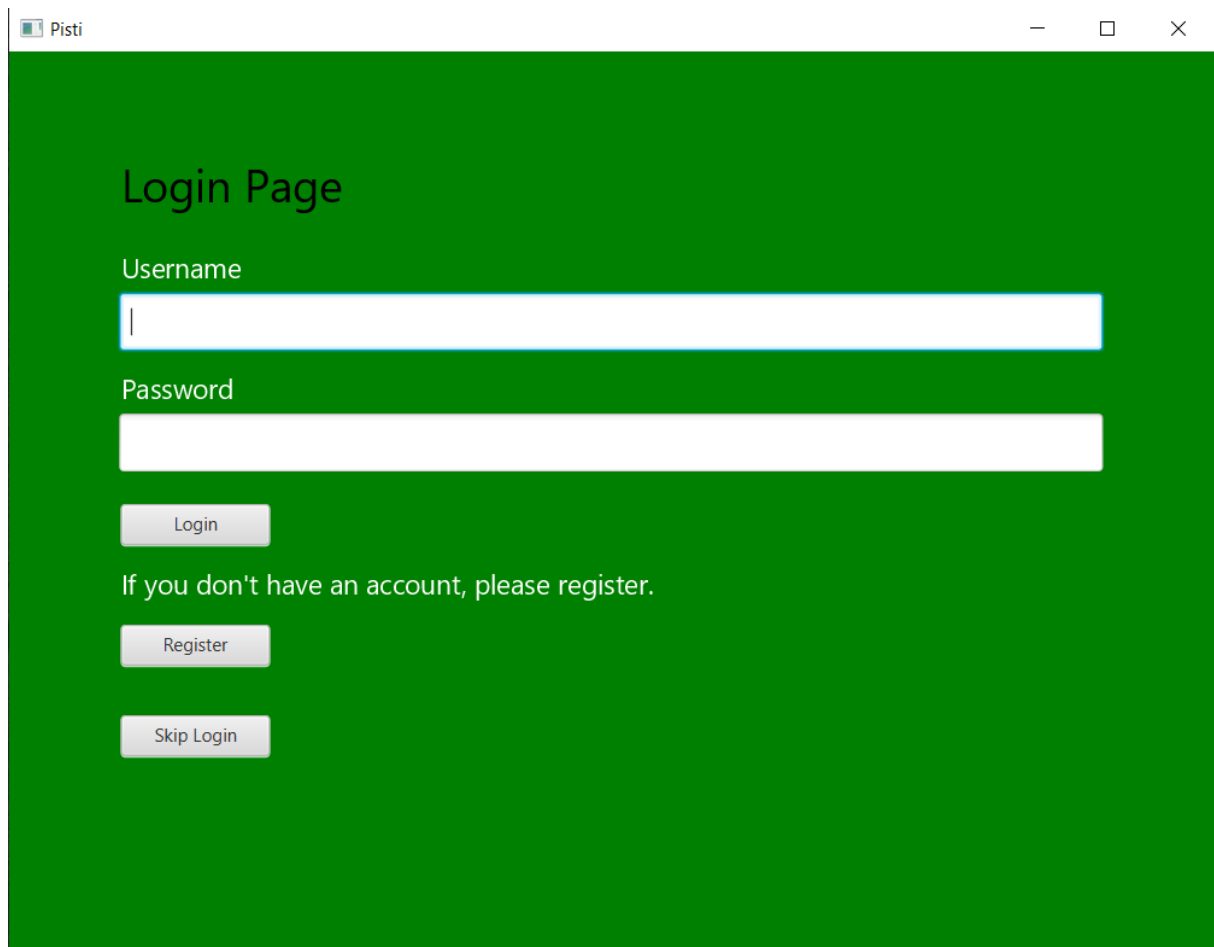 Pisti
Login Page
Username
Password
Login
If you don't have an account, please register.
Register
Skip Login